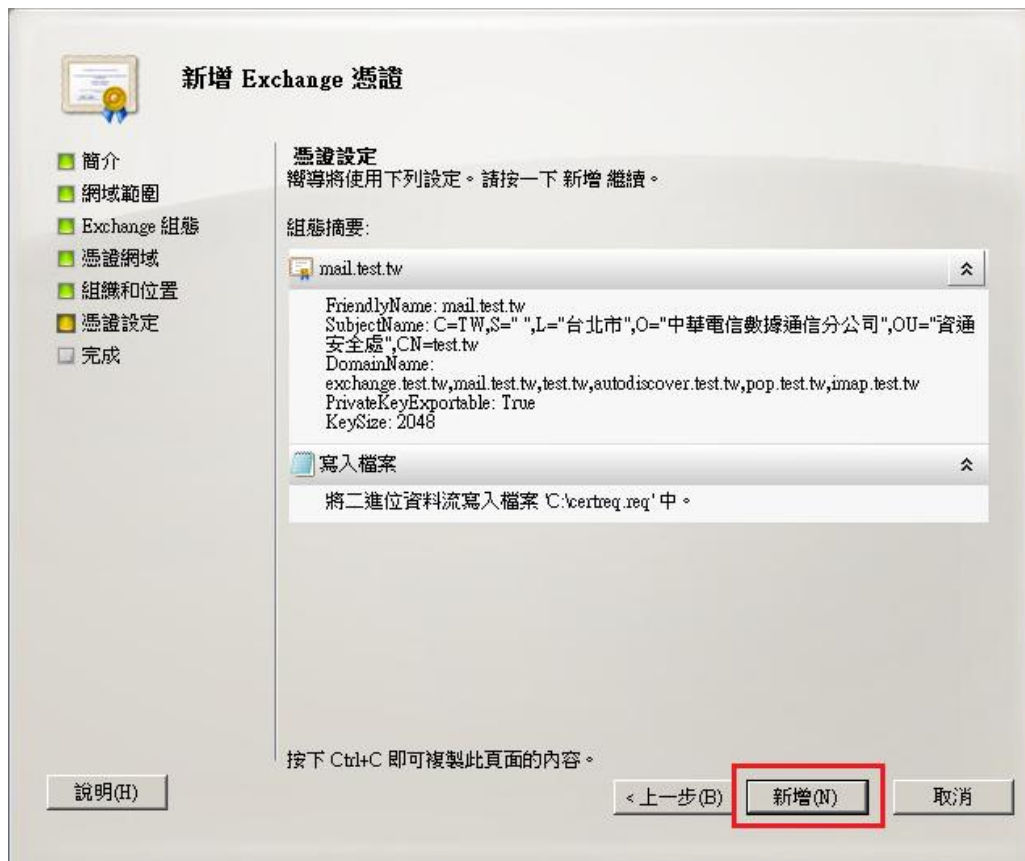 新增 Exchange 憑證
簡介
網域範圍
Exchange 組態
憑證網域
組織和位置
憑證設定
完成
憑證設定
嚮導將使用下列設定。請按一下 新增 繼續。
組態摘要:
mail.test.tw
FriendlyName: mail.test.tw
SubjectName: C=TW,S=" ",L="台北市",O="中華電信數據通信分公司",OU="資通
安全處",CN=test.tw
DomainName:
exchange.test.tw,mail.test.tw,test.tw,autodiscover.test.tw,pop.test.tw,imap.test.tw
PrivateKeyExportable: True
KeySize: 2048
寫入檔案
將二進位資料流寫入檔案 'C:\certreq.req' 中。
按下 Ctrl+C 即可複製此頁面的內容。
說明(H)
<上一步(B)
新增(N)
取消